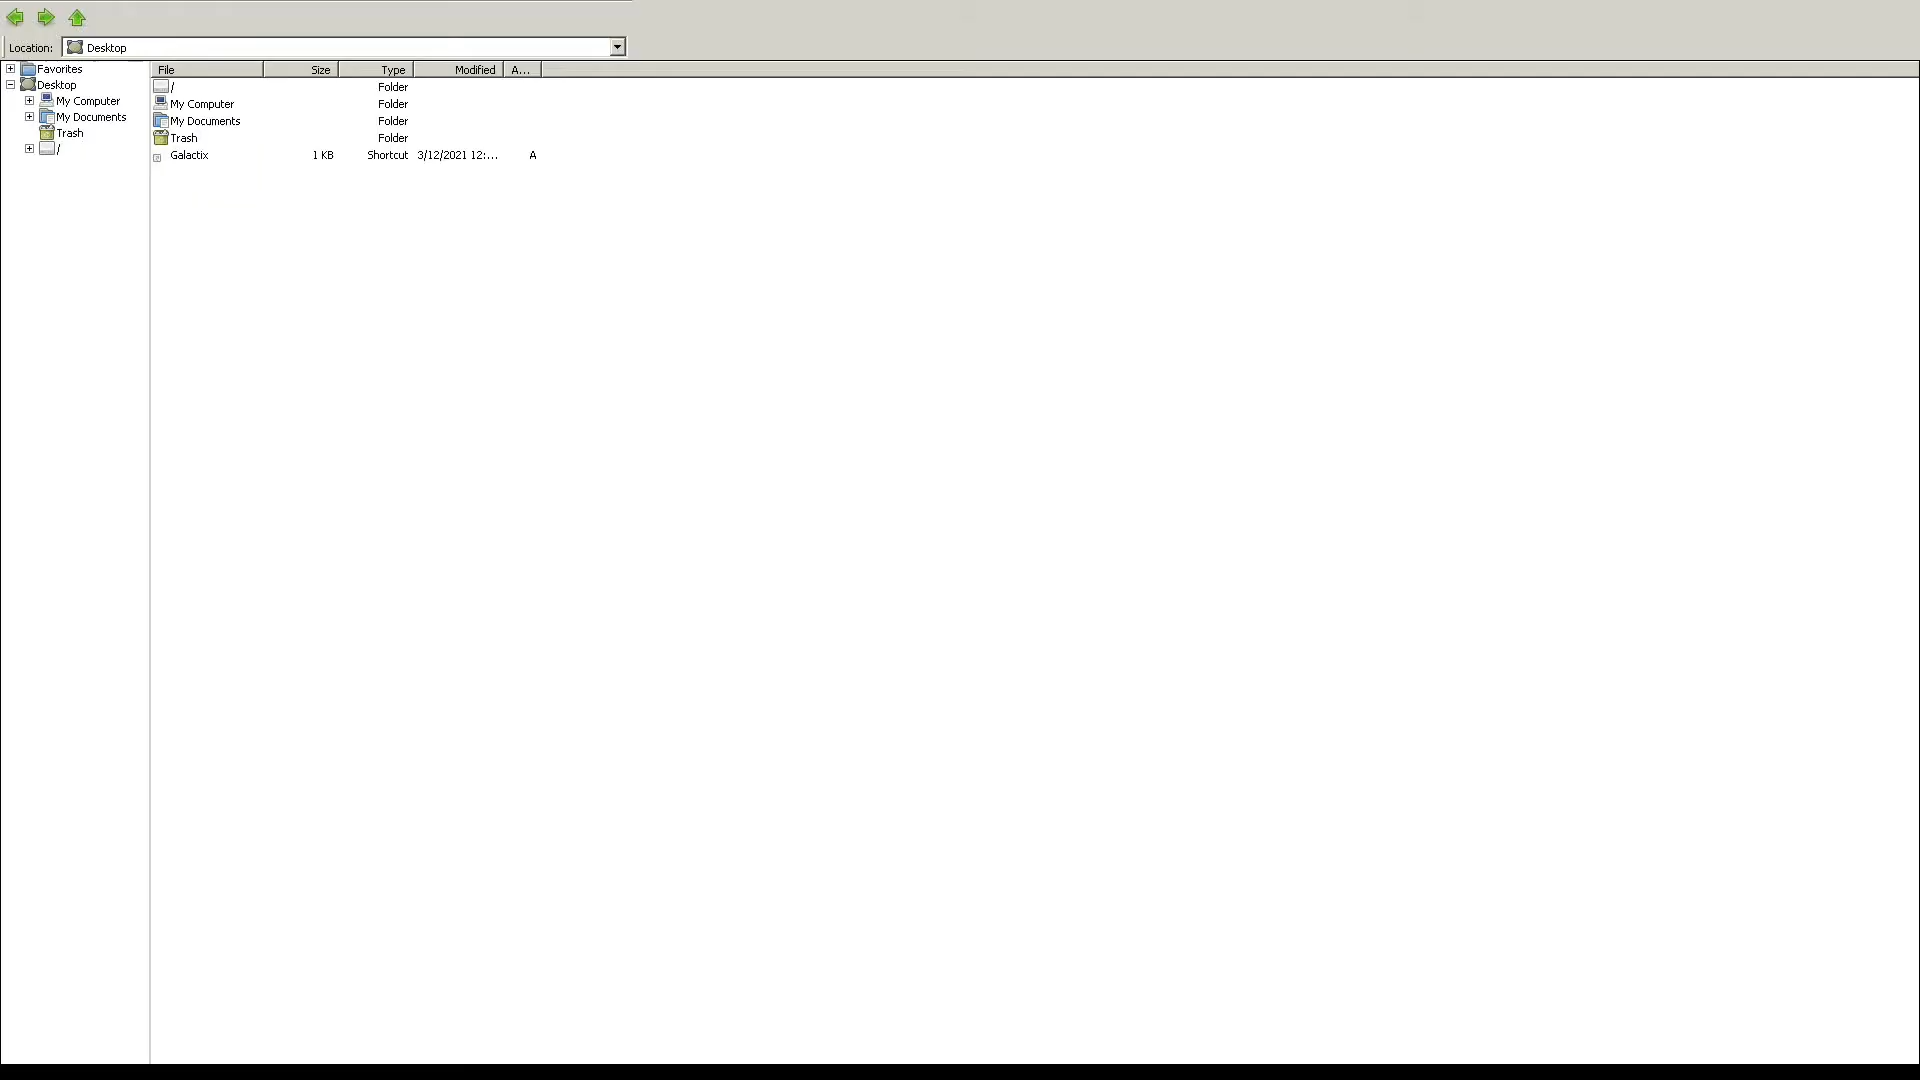 Location: Desktop
Favorites
Desktop
My Computer
My Documents
Trash
/
File Size Type Modified A...
/ Folder
My Computer Folder
My Documents Folder
Trash Folder
Galactix 1 KB Shortcut 3/12/2021 12:... A